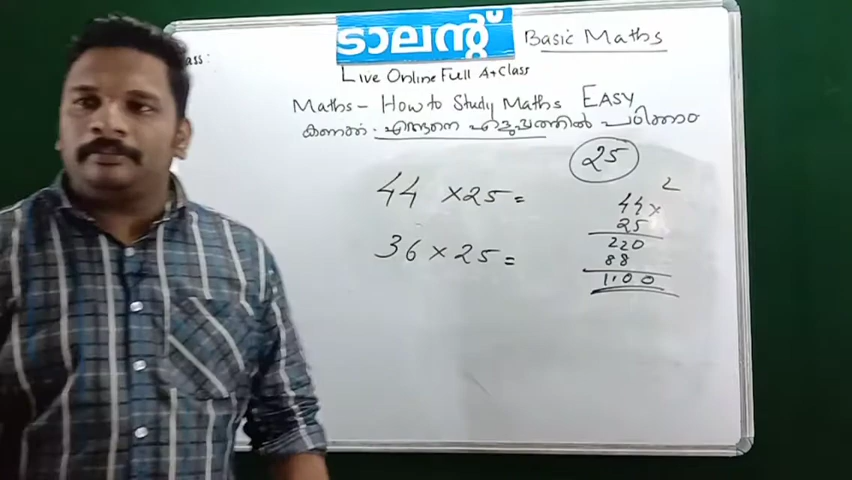 ass:
ടാലന്റ്
Basic Maths
Live Online Full A+ Class
Maths - How to Study Maths EASY
കണക്ക് . എങ്ങനെ എളുപ്പത്തിൽ പഠിക്കാം
25
44 × 25 =
36 × 25 =
2
44 ×
25
220
88
1100